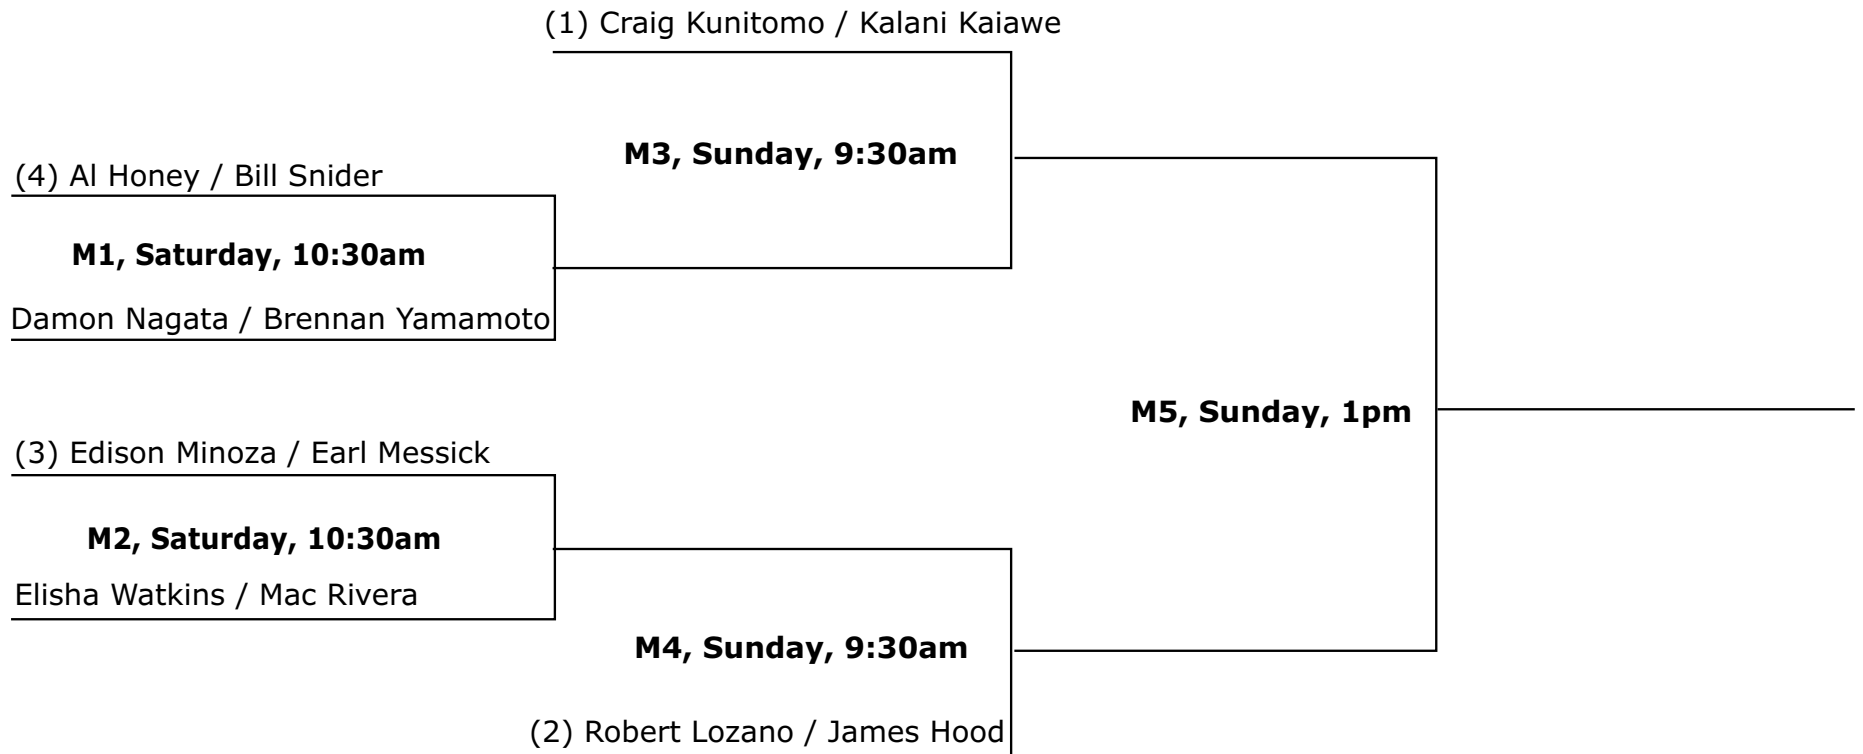 (1) Craig Kunitomo / Kalani Kaiawe
M3, Sunday, 9:30am
(4) Al Honey / Bill Snider
M1, Saturday, 10:30am
Damon Nagata / Brennan Yamamoto
M5, Sunday, 1pm
(3) Edison Minoza / Earl Messick
M2, Saturday, 10:30am
Elisha Watkins / Mac Rivera
M4, Sunday, 9:30am
(2) Robert Lozano / James Hood